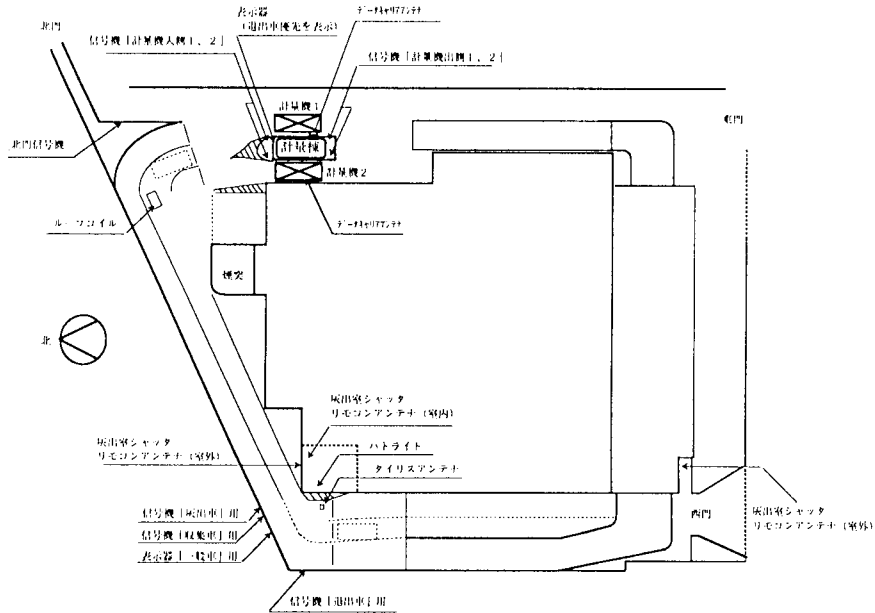 北門
表示器
(退出車優先を表示)
データキャリアアンテナ
信号機「計量機入側1、2」
信号機「計量機出側1、2」
計量機1
計量棟
計量機2
データキャリアアンテナ
北門信号機
東門
ループコイル
煙突
北
灰出室シャッタ
リモコンアンテナ(室内)
灰出室シャッタ
リモコンアンテナ(室外)
パトライト
タイリスアンテナ
信号機「灰出車」用
信号機「収集車」用
表示器「一般車」用
信号機「退出車」用
西門
灰出室シャッタ
リモコンアンテナ(室外)